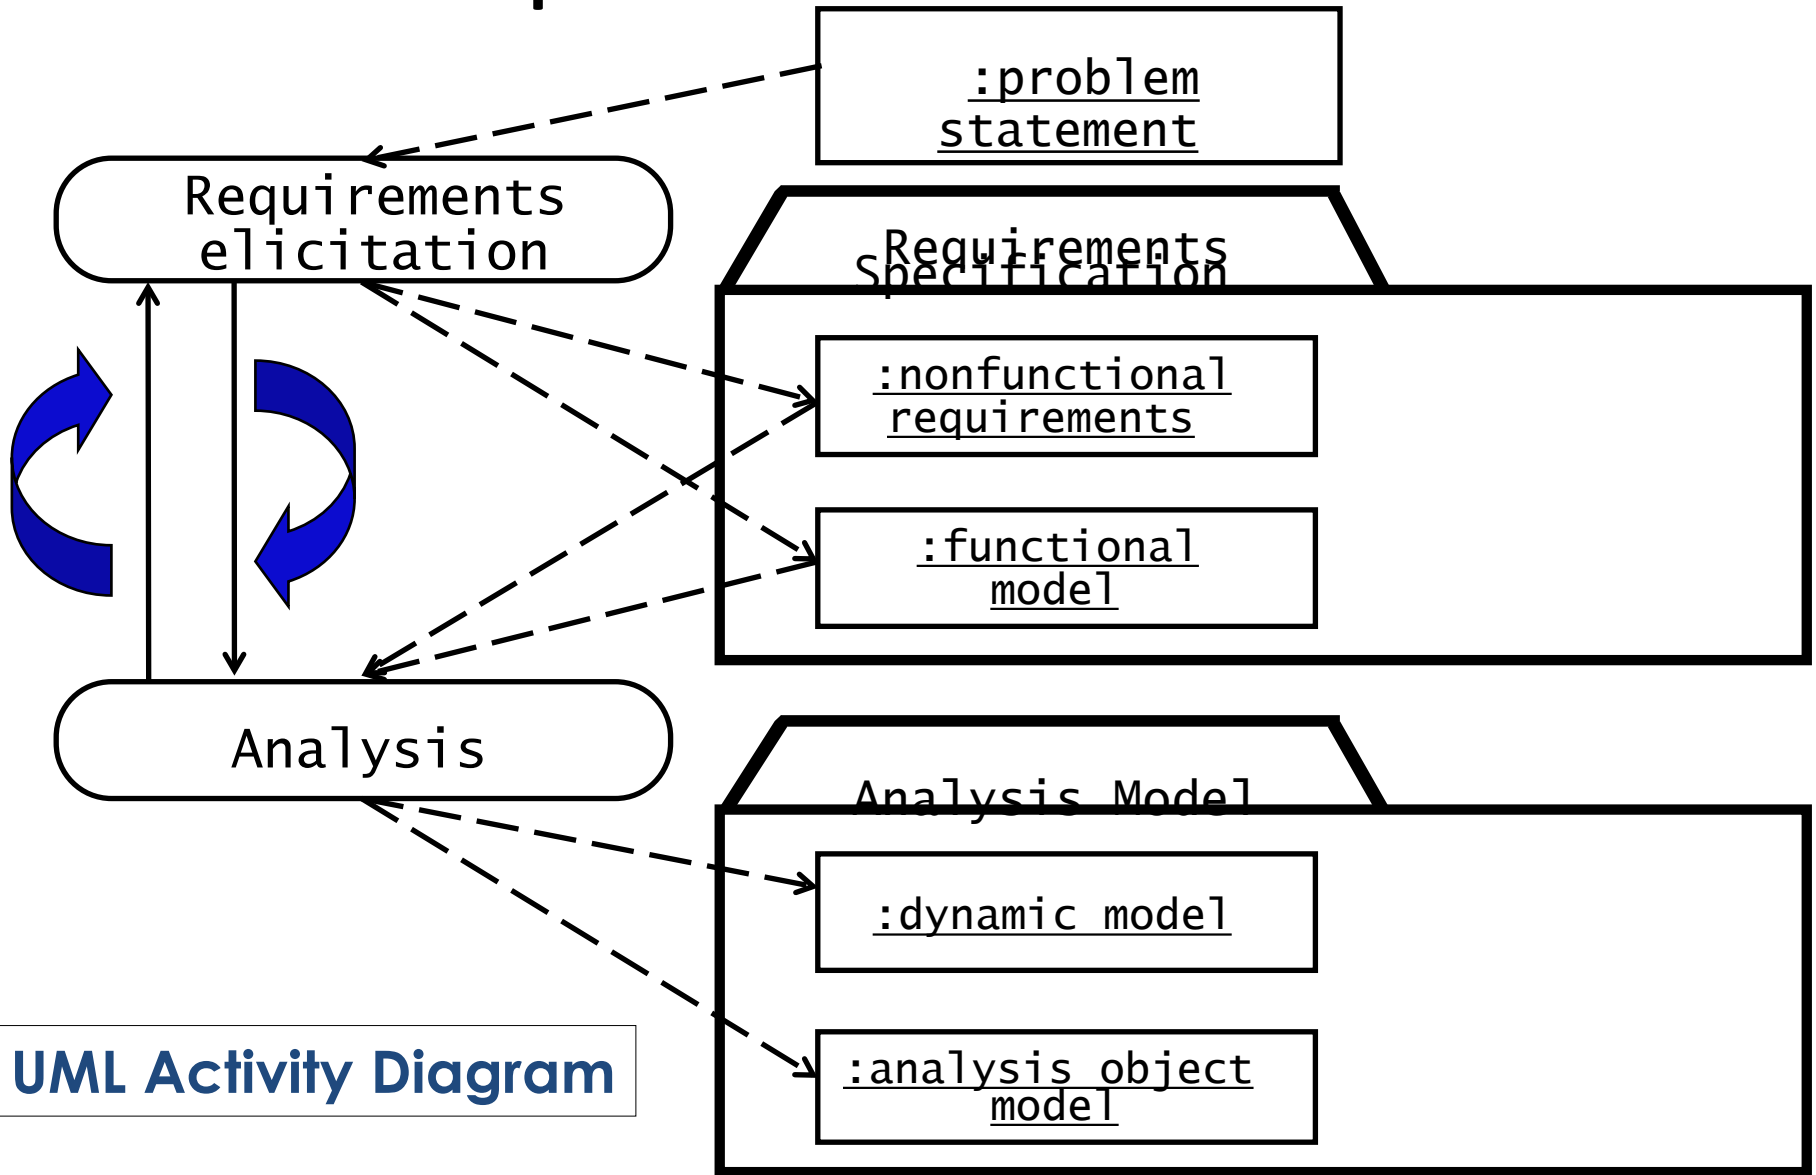 :problem
statement
Requirements
elicitation
Requirements
Specification
:nonfunctional
requirements
:functional
model
Analysis
Analysis Model
:dynamic model
:analysis object
model
UML Activity Diagram